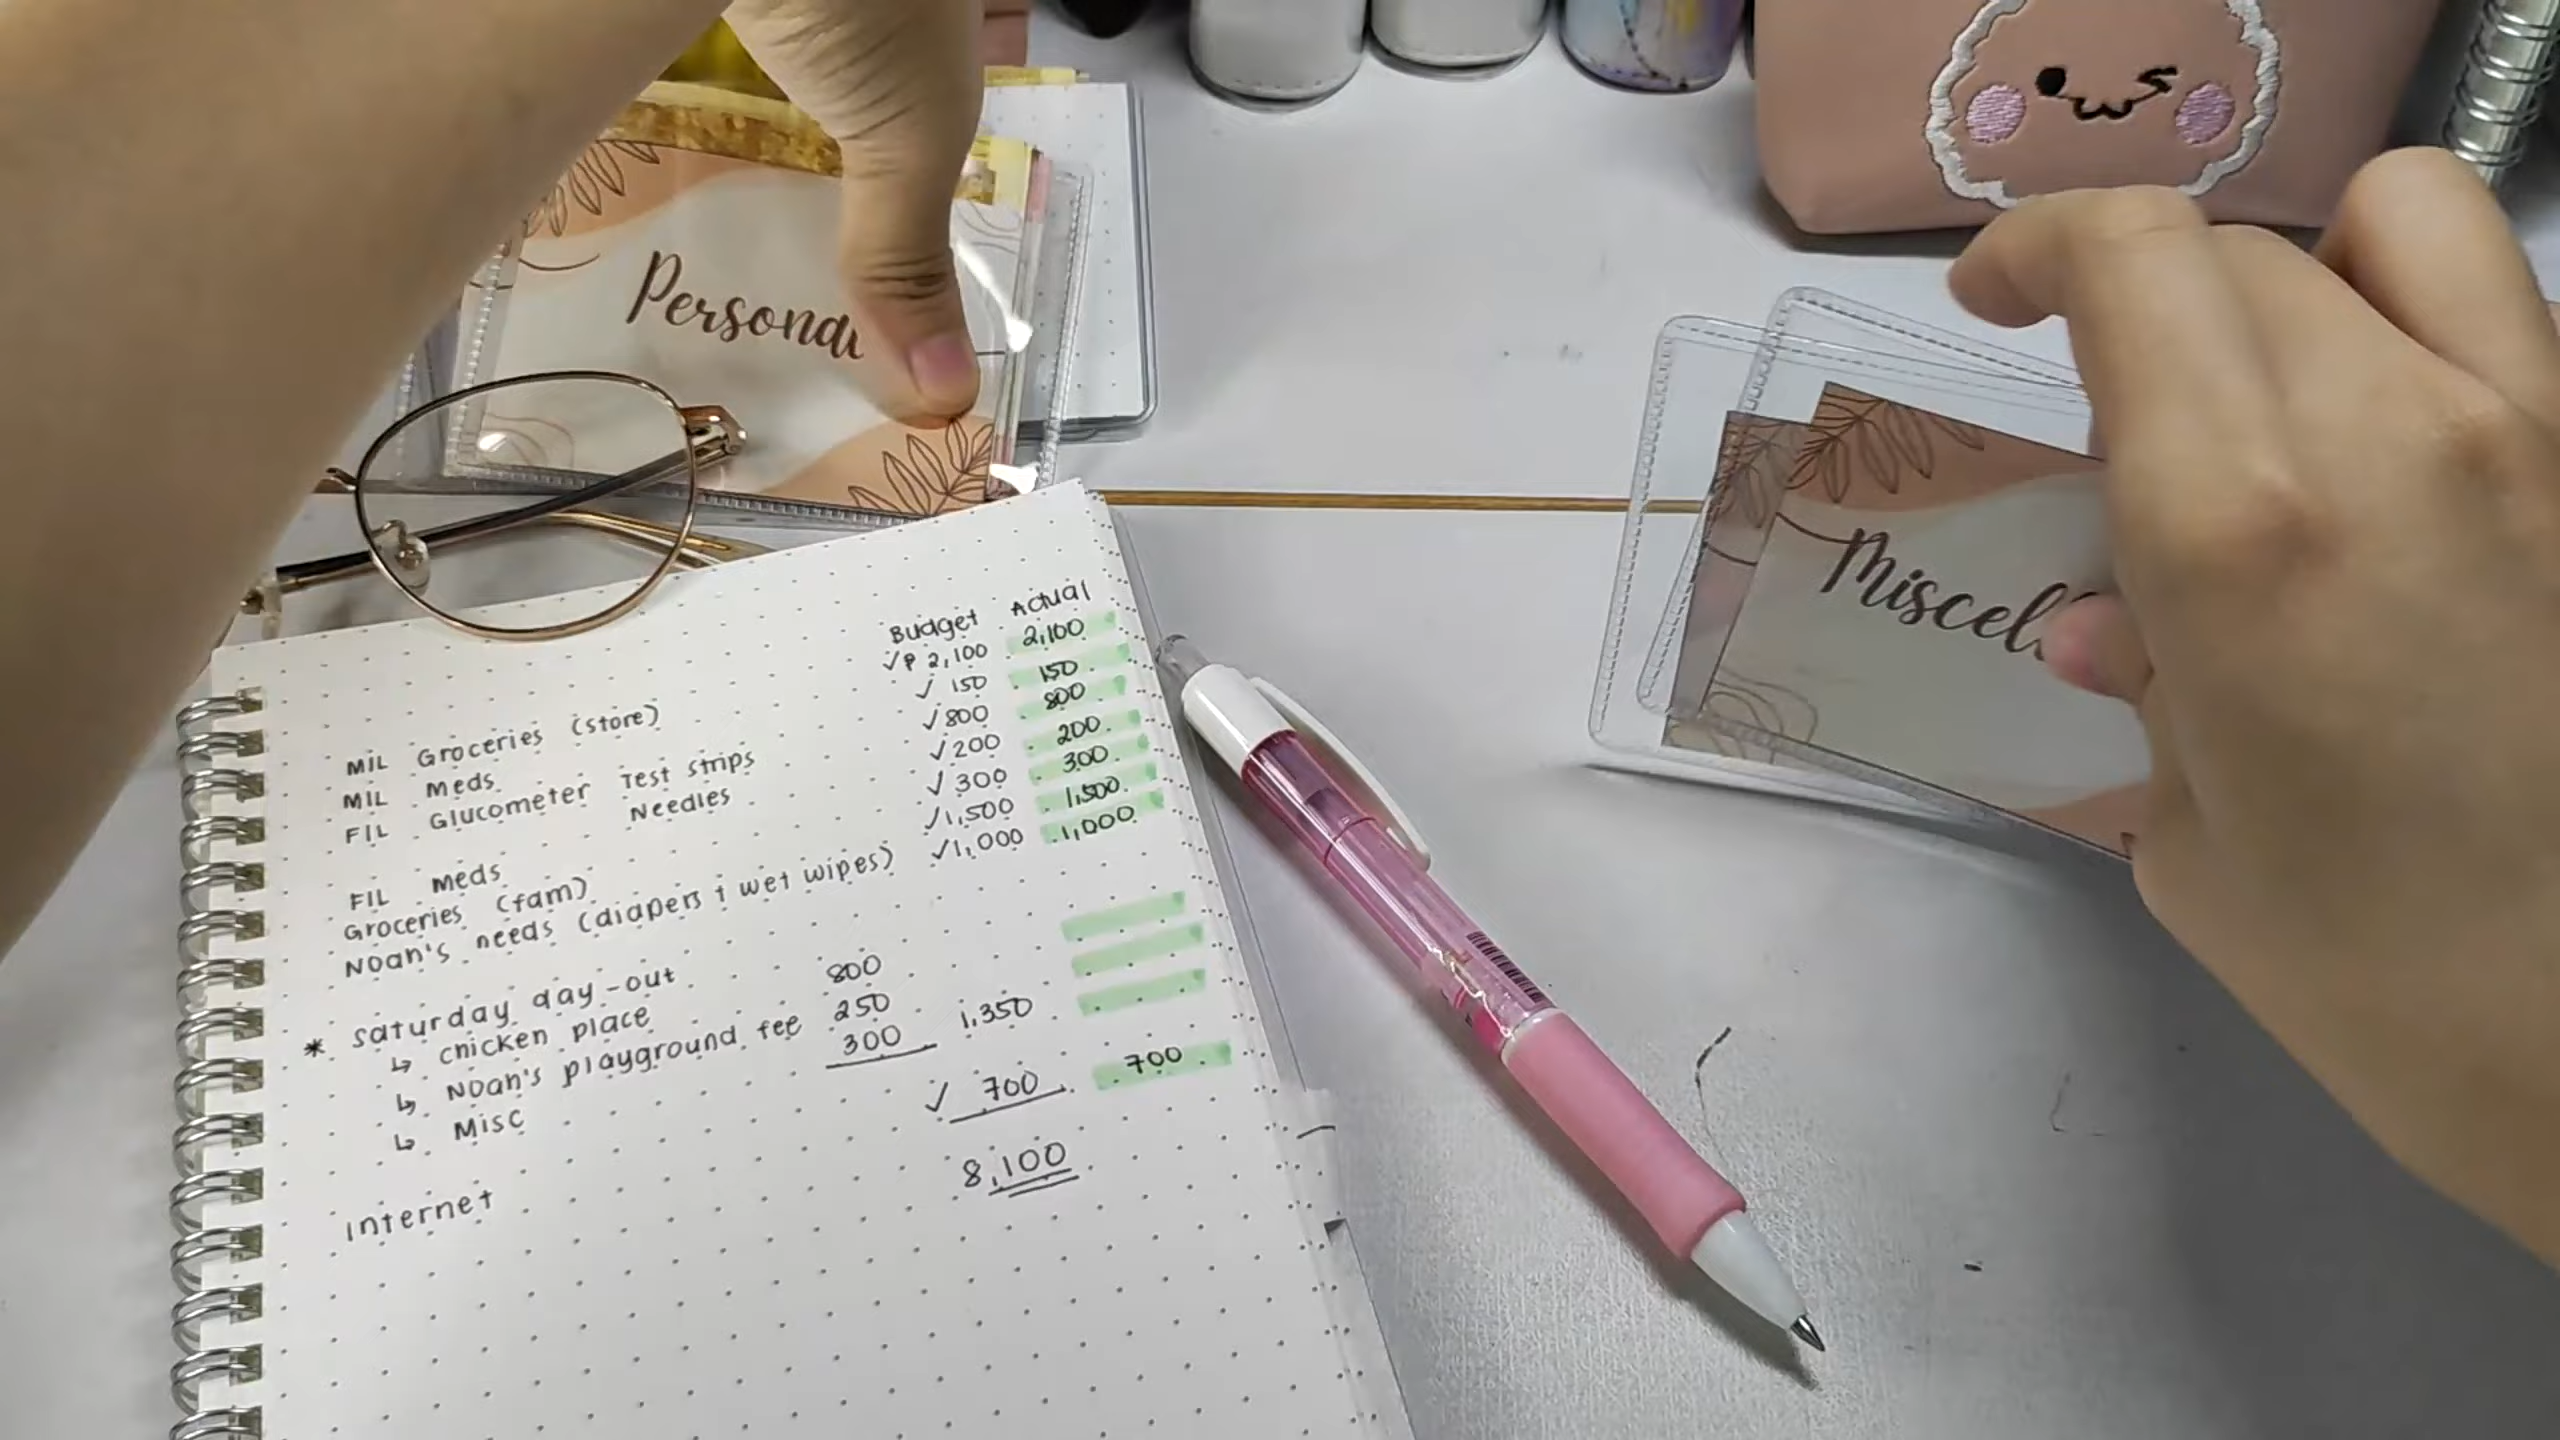 Personal
Miscel
Budget Actual
MIL Groceries (store) ✓₱ 2,100 2,100
MIL Meds ✓ 150 150
FIL Glucometer Test strips ✓ 800 800
Needles ✓ 200 200
FIL Meds ✓ 300 300
Groceries (fam) ✓ 1,500 1,500
Noah's needs (diapers + wet wipes) ✓ 1,000 1,000
* Saturday day-out
↳ chicken place 800
↳ Noah's playground fee 250 1,350
↳ Misc 300
Internet ✓ 700 700
8,100